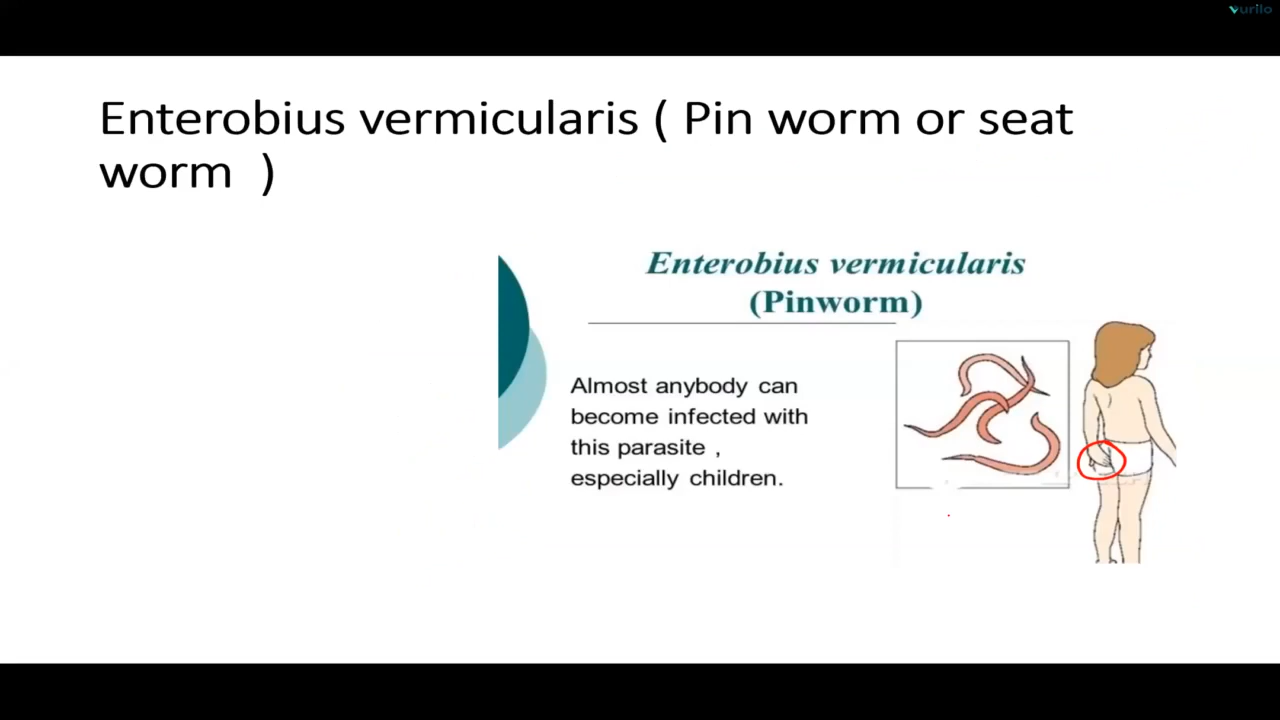 vurilo
Enterobius vermicularis ( Pin worm or seat
worm )
Enterobius vermicularis
(Pinworm)
Almost anybody can
become infected with
this parasite ,
especially children.